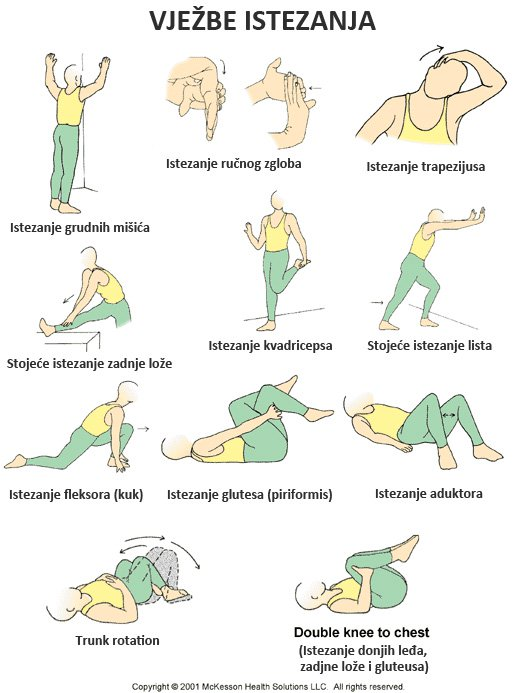 VJEŽBE ISTEZANJA
Istezanje grudnih mišića
Istezanje ručnog zgloba
Istezanje trapezijusa
Stojeće istezanje zadnje lože
Istezanje kvadricepsa
Stojeće istezanje lista
Istezanje fleksora (kuk)
Istezanje glutesa (piriformis)
Istezanje aduktora
Trunk rotation
Double knee to chest
(Istezanje donjih leđa,
zadjne lože i gluteusa)
Copyright © 2001 McKesson Health Solutions LLC. All rights reserved.